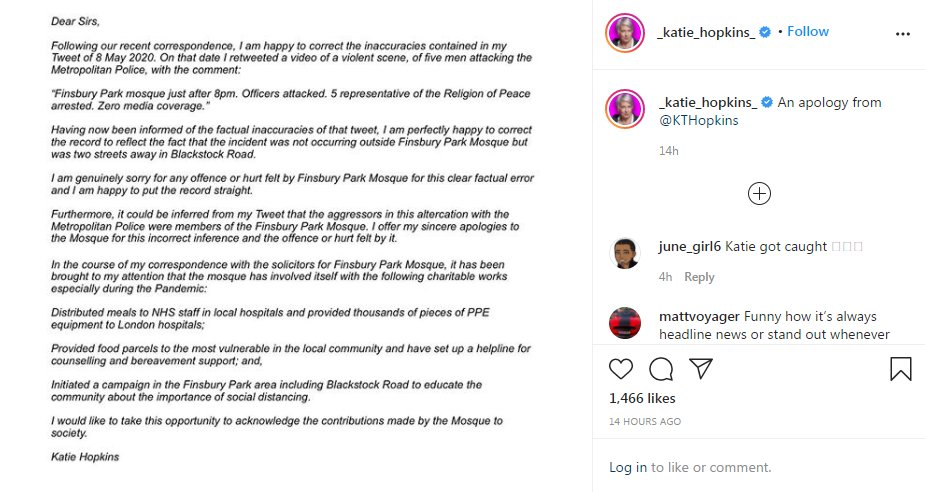 Dear Sirs,
Following our recent correspondence, I am happy to correct the inaccuracies contained in my
Tweet of 8 May 2020. On that date I retweeted a video of a violent scene, of five men attacking the
Metropolitan Police, with the comment:
"Finsbury Park mosque just after 8pm. Officers attacked. 5 representative of the Religion of Peace
arrested. Zero media coverage."
Having now been informed of the factual inaccuracies of that tweet, I am perfectly happy to correct
the record to reflect the fact that the incident was not occurring outside Finsbury Park Mosque but
was two streets away in Blackstock Road.
I am genuinely sorry for any offence or hurt felt by Finsbury Park Mosque for this clear factual error
and I am happy to put the record straight.
Furthermore, it could be inferred from my Tweet that the aggressors in this altercation with the
Metropolitan Police were members of the Finsbury Park Mosque. I offer my sincere apologies to
the Mosque for this incorrect inference and the offence or hurt felt by it.
In the course of my correspondence with the solicitors for Finsbury Park Mosque, it has been
brought to my attention that the mosque has involved itself with the following charitable works
especially during the Pandemic:
Distributed meals to NHS staff in local hospitals and provided thousands of pieces of PPE
equipment to London hospitals;
Provided food parcels to the most vulnerable in the local community and have set up a helpline for
counselling and bereavement support; and,
Initiated a campaign in the Finsbury Park area including Blackstock Road to educate the
community about the importance of social distancing.
I would like to take this opportunity to acknowledge the contributions made by the Mosque to
society.
Katie Hopkins
_katie_hopkins_ • Follow
_katie_hopkins_ An apology from
@KTHopkins
14h
june_girl6 Katie got caught
4h Reply
mattvoyager Funny how it's always
headline news or stand out whenever
1,466 likes
14 HOURS AGO
Log in to like or comment.